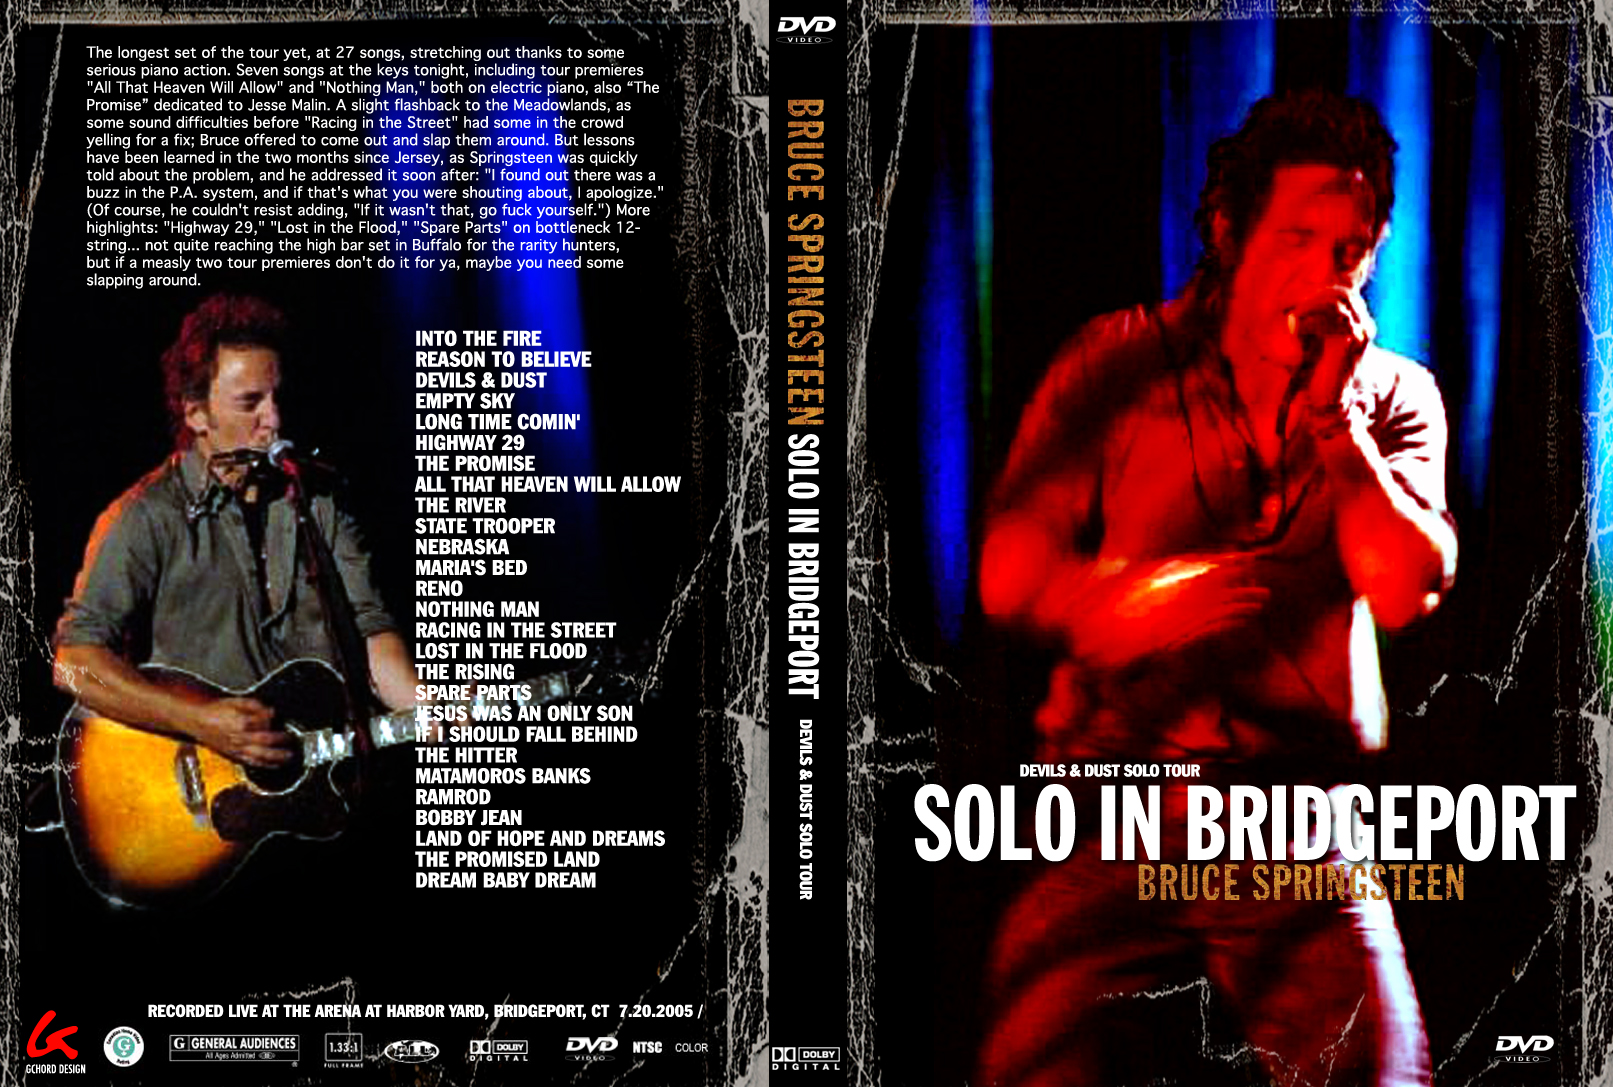 The longest set of the tour yet, at 27 songs, stretching out thanks to some
serious piano action. Seven songs at the keys tonight, including tour premieres
"All That Heaven Will Allow" and "Nothing Man," both on electric piano, also “The
Promise” dedicated to Jesse Malin. A slight flashback to the Meadowlands, as
some sound difficulties before "Racing in the Street" had some in the crowd
yelling for a fix; Bruce offered to come out and slap them around. But lessons
have been learned in the two months since Jersey, as Springsteen was quickly
told about the problem, and he addressed it soon after: "I found out there was a
buzz in the P.A. system, and if that's what you were shouting about, I apologize."
(Of course, he couldn't resist adding, "If it wasn't that, go fuck yourself.") More
highlights: "Highway 29," "Lost in the Flood," "Spare Parts" on bottleneck 12-
string... not quite reaching the high bar set in Buffalo for the rarity hunters,
but if a measly two tour premieres don't do it for ya, maybe you need some
slapping around.
INTO THE FIRE
REASON TO BELIEVE
DEVILS & DUST
EMPTY SKY
LONG TIME COMIN'
HIGHWAY 29
THE PROMISE
ALL THAT HEAVEN WILL ALLOW
THE RIVER
STATE TROOPER
NEBRASKA
MARIA'S BED
RENO
NOTHING MAN
RACING IN THE STREET
LOST IN THE FLOOD
THE RISING
SPARE PARTS
JESUS WAS AN ONLY SON
IF I SHOULD FALL BEHIND
THE HITTER
MATAMOROS BANKS
RAMROD
BOBBY JEAN
LAND OF HOPE AND DREAMS
THE PROMISED LAND
DREAM BABY DREAM
RECORDED LIVE AT THE ARENA AT HARBOR YARD, BRIDGEPORT, CT 7.20.2005 /
GCHORD DESIGN
G
G GENERAL AUDIENCES
All Ages Admitted
1.33:1
FULL FRAME
ALL
DOLBY
DIGITAL
DVD
VIDEO
NTSC
COLOR
DVD
VIDEO
BRUCE SPRINGSTEEN SOLO IN BRIDGEPORT DEVILS & DUST SOLO TOUR
DOLBY
DIGITAL
DEVILS & DUST SOLO TOUR
SOLO IN BRIDGEPORT
BRUCE SPRINGSTEEN
DVD
VIDEO